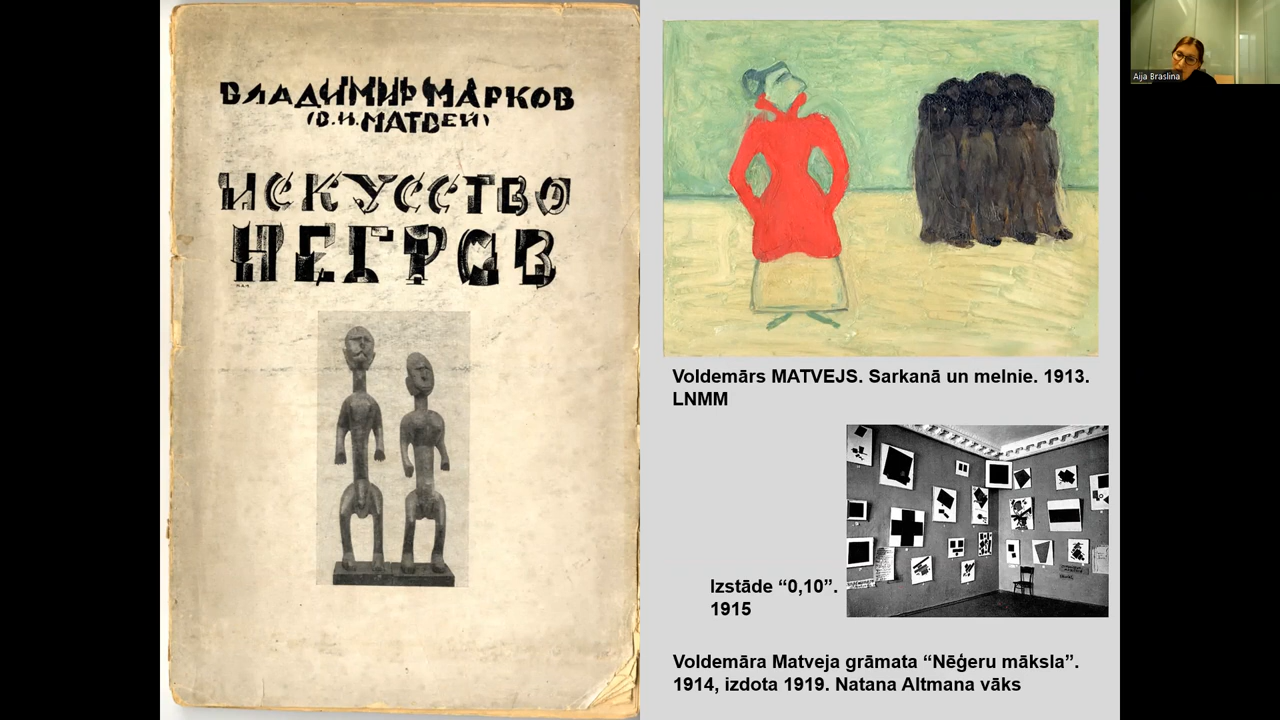 ВЛАДИМИР МАРКОВ
(В.И. МАТВЕЙ)
ИСКУССТВО
НЕГРОВ
Voldemārs MATVEJS. Sarkanā un melnie. 1913.
LNMM
Izstāde “0,10”.
1915
Voldemāra Matveja grāmata “Nēģeru māksla”.
1914, izdota 1919. Natana Altmana vāks
Aija Braslina